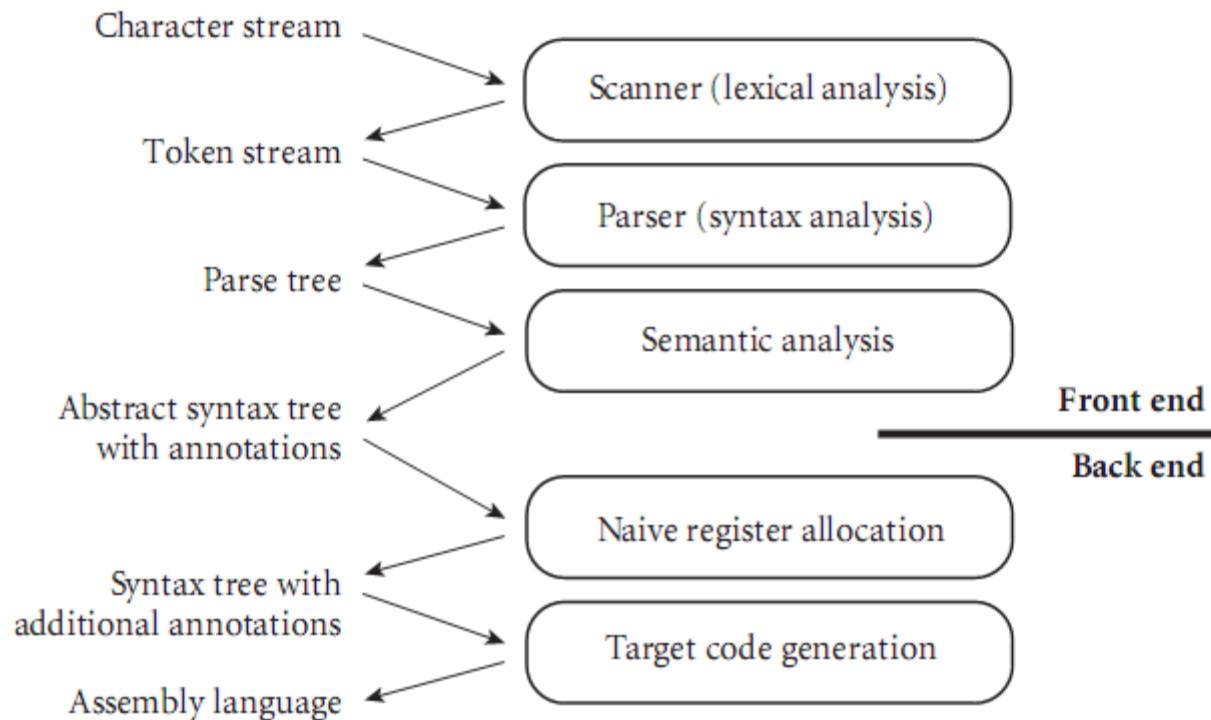 Character stream
Scanner (lexical analysis)
Token stream
Parser (syntax analysis)
Parse tree
Semantic analysis
Abstract syntax tree
with annotations
Front end
Back end
Naive register allocation
Syntax tree with
additional annotations
Target code generation
Assembly language